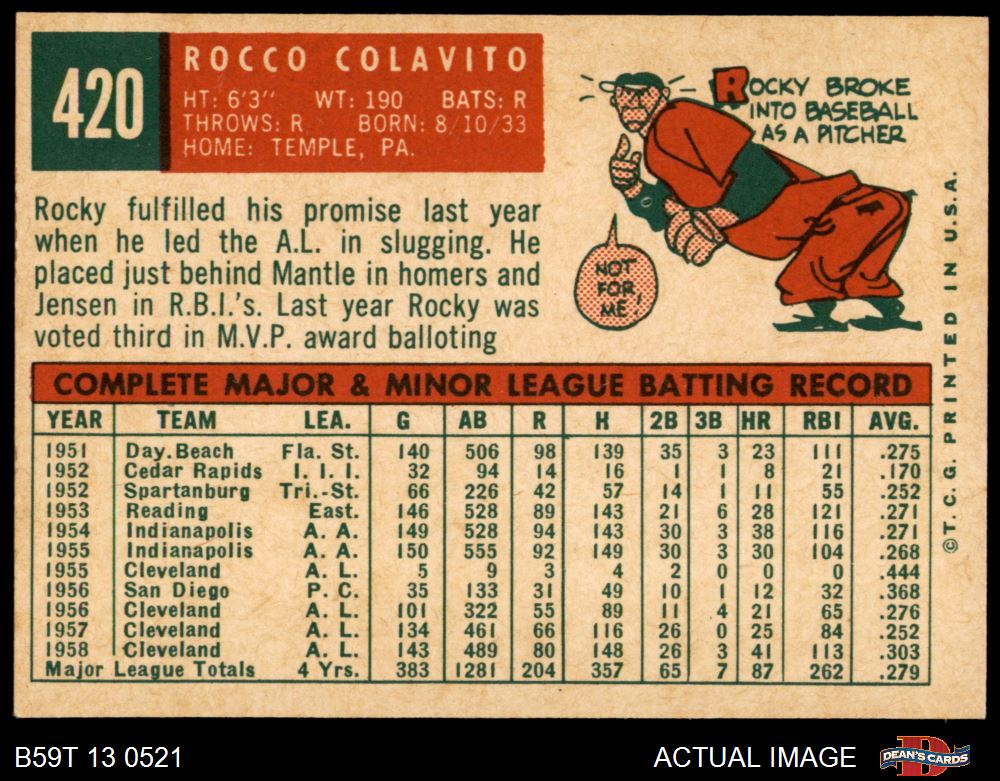 420
ROCCO COLAVITO
HT: 6'3" WT: 190 BATS: R
THROWS: R BORN: 8/10/33
HOME: TEMPLE, PA.
ROCKY BROKE
INTO BASEBALL
AS A PITCHER
NOT
FOR
ME!
Rocky fulfilled his promise last year
when he led the A.L. in slugging. He
placed just behind Mantle in homers and
Jensen in R.B.I.'s. Last year Rocky was
voted third in M.V.P. award balloting
COMPLETE MAJOR & MINOR LEAGUE BATTING RECORD
YEAR TEAM LEA. G AB R H 2B 3B HR RBI AVG.
1951 Day. Beach Fla. St. 140 506 98 139 35 3 23 111 .275
1952 Cedar Rapids I. I. I. 32 94 14 16 1 1 8 21 .170
1952 Spartanburg Tri.-St. 66 226 42 57 14 1 11 55 .252
1953 Reading East. 146 528 89 143 21 6 28 121 .271
1954 Indianapolis A. A. 149 528 94 143 30 3 38 116 .271
1955 Indianapolis A. A. 150 555 92 149 30 3 30 104 .268
1955 Cleveland A. L. 5 9 3 4 2 0 0 0 .444
1956 San Diego P. C. 35 133 31 49 10 1 12 32 .368
1956 Cleveland A. L. 101 322 55 89 11 4 21 65 .276
1957 Cleveland A. L. 134 461 66 116 26 0 25 84 .252
1958 Cleveland A. L. 143 489 80 148 26 3 41 113 .303
Major League Totals 4 Yrs. 383 1281 204 357 65 7 87 262 .279
©T. C. G. PRINTED IN U.S.A.
B59T 13 0521
ACTUAL IMAGE
DEAN'S CARDS